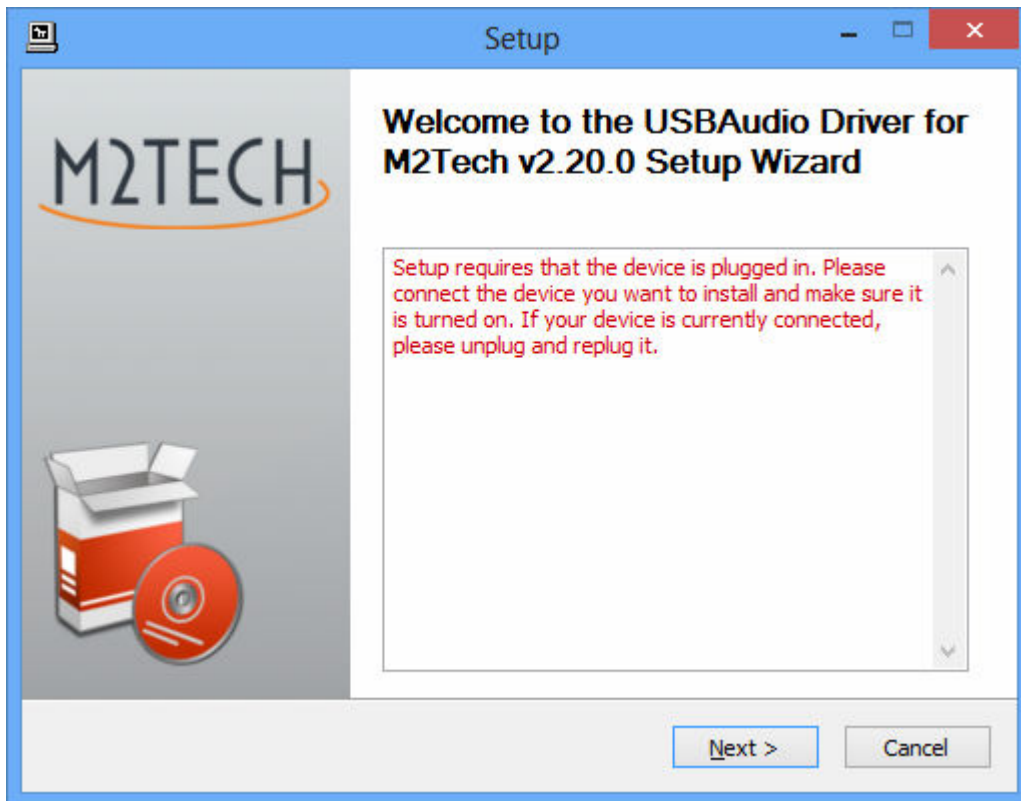 Setup
M2TECH
Welcome to the USBAudio Driver for
M2Tech v2.20.0 Setup Wizard
Setup requires that the device is plugged in. Please
connect the device you want to install and make sure it
is turned on. If your device is currently connected,
please unplug and replug it.
Next >
Cancel